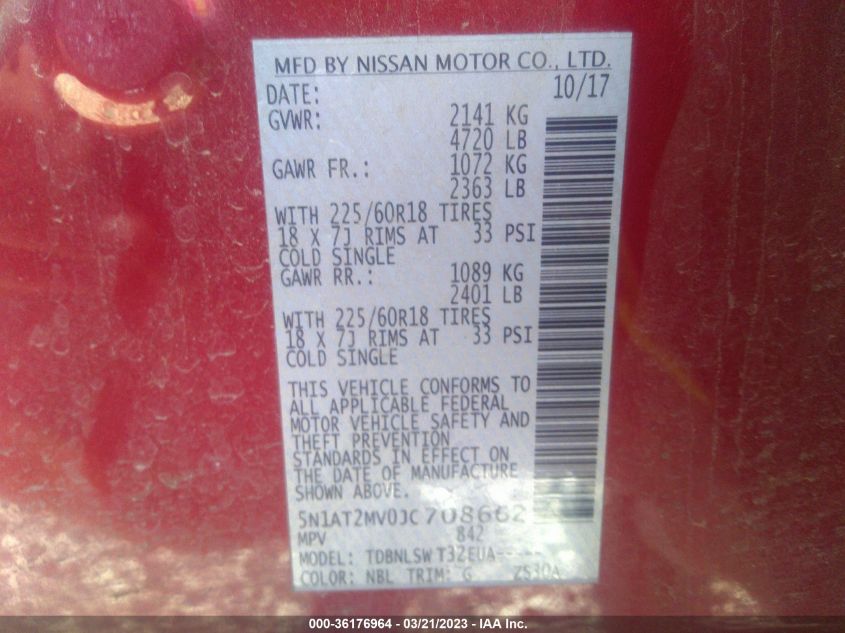 MFD BY NISSAN MOTOR CO., LTD.
DATE: 10/17
GVWR: 2141 KG
4720 LB
GAWR FR.: 1072 KG
2363 LB
WITH 225/60R18 TIRES
18 X 7J RIMS AT 33 PSI
COLD SINGLE
GAWR RR.: 1089 KG
2401 LB
WITH 225/60R18 TIRES
18 X 7J RIMS AT 33 PSI
COLD SINGLE
THIS VEHICLE CONFORMS TO
ALL APPLICABLE FEDERAL
MOTOR VEHICLE SAFETY AND
THEFT PREVENTION
STANDARDS IN EFFECT ON
THE DATE OF MANUFACTURE
SHOWN ABOVE.
5N1AT2MV0JC708662
MPV 842
MODEL: TDBNLSW T32EUA-----
COLOR: NBL TRIM: G ZS30A
000-36176964 / 03/21/2023 - IAA Inc.